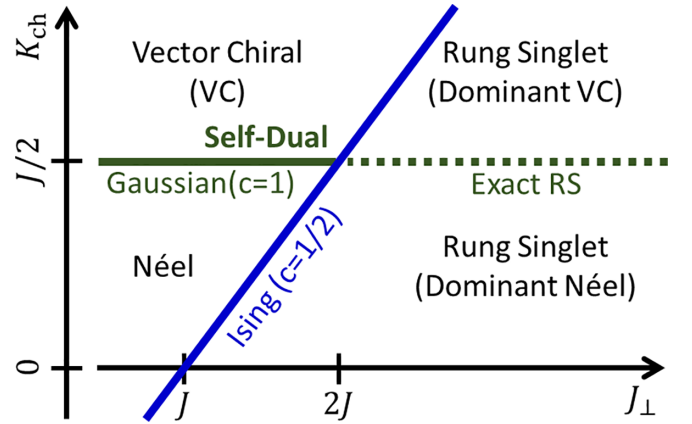 K_ch
J/2
0
Vector Chiral
(VC)
Rung Singlet
(Dominant VC)
Self-Dual
Gaussian(c=1)
Exact RS
Néel
Ising (c=1/2)
Rung Singlet
(Dominant Néel)
J
2J
J_⊥